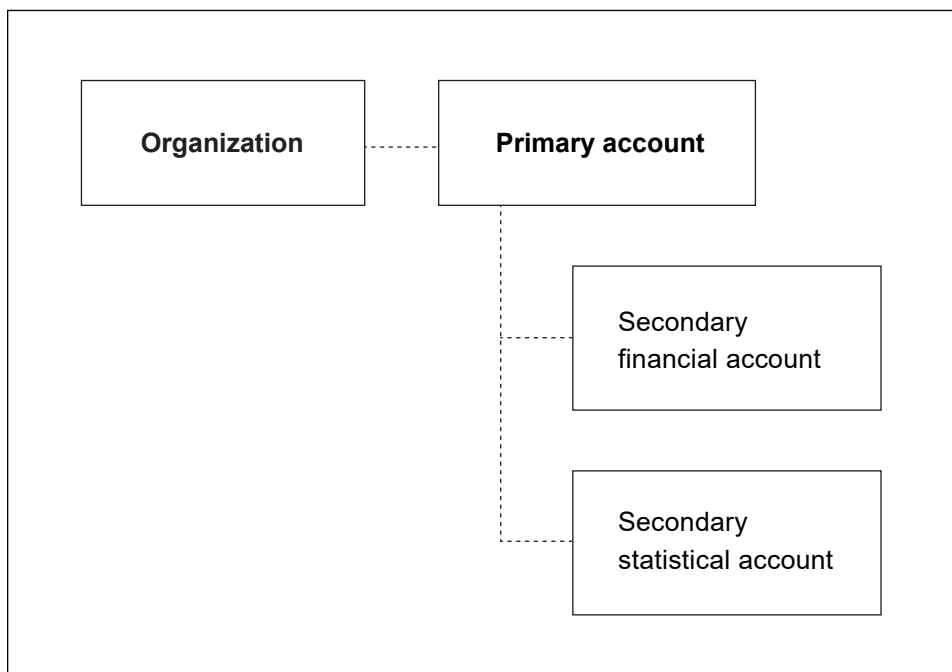 Organization
Primary account
Secondary
financial account
Secondary
statistical account